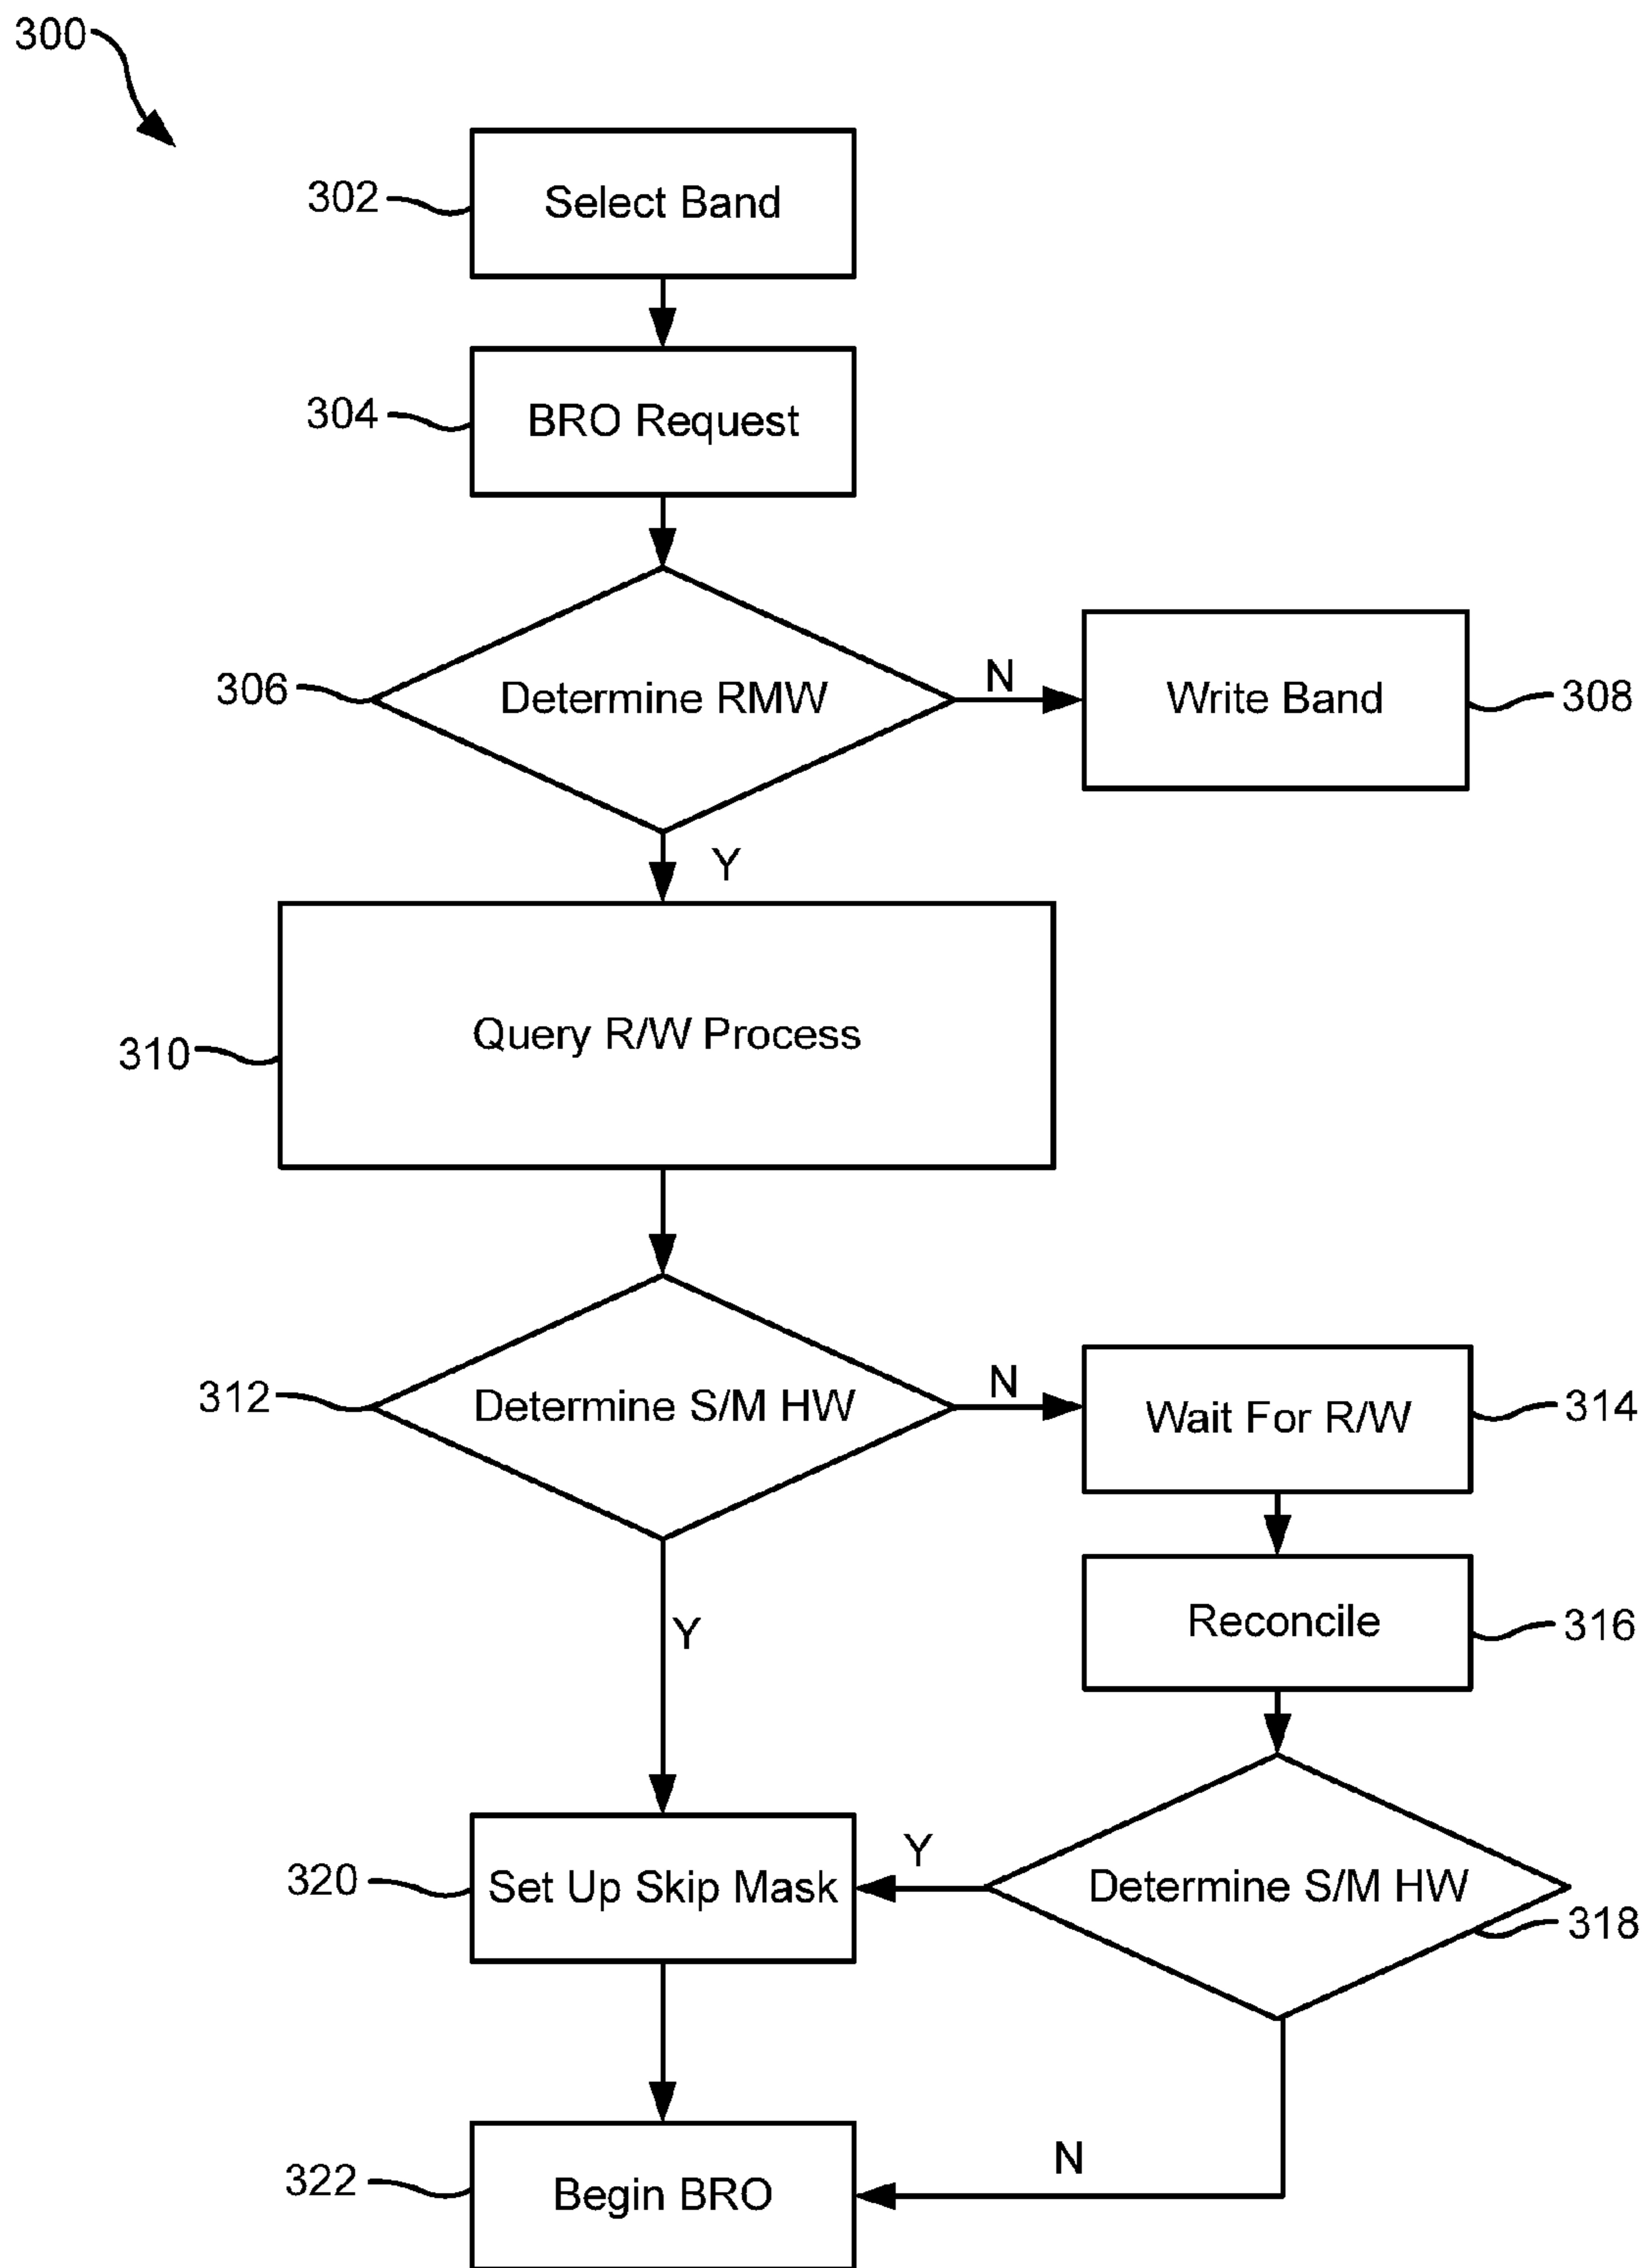 300
302
Select Band
304
BRO Request
306
Determine RMW
N
Write Band
308
Y
310
Query R/W Process
312
Determine S/M HW
N
Wait For R/W
314
Y
Reconcile
316
320
Set Up Skip Mask
Y
Determine S/M HW
318
322
Begin BRO
N